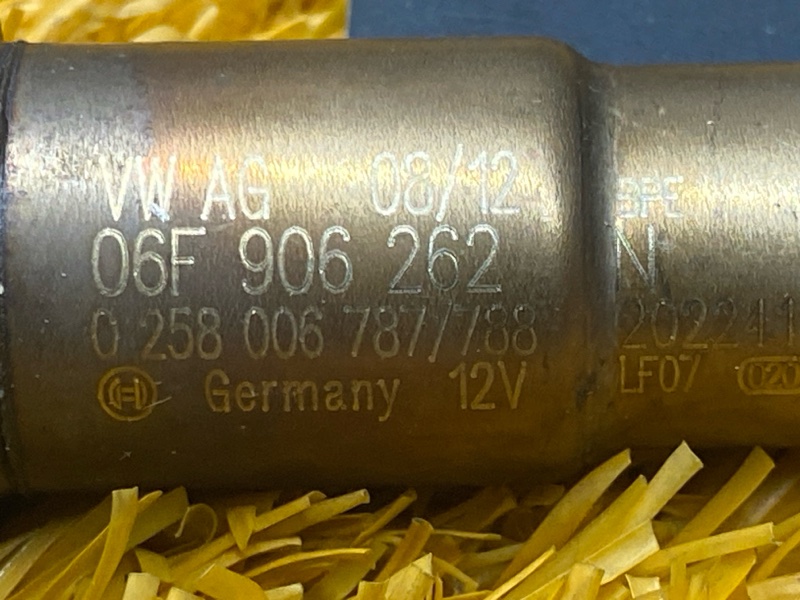 VW AG 08/12
06F 906 262 N
0 258 006 787/788
Germany 12V LF07